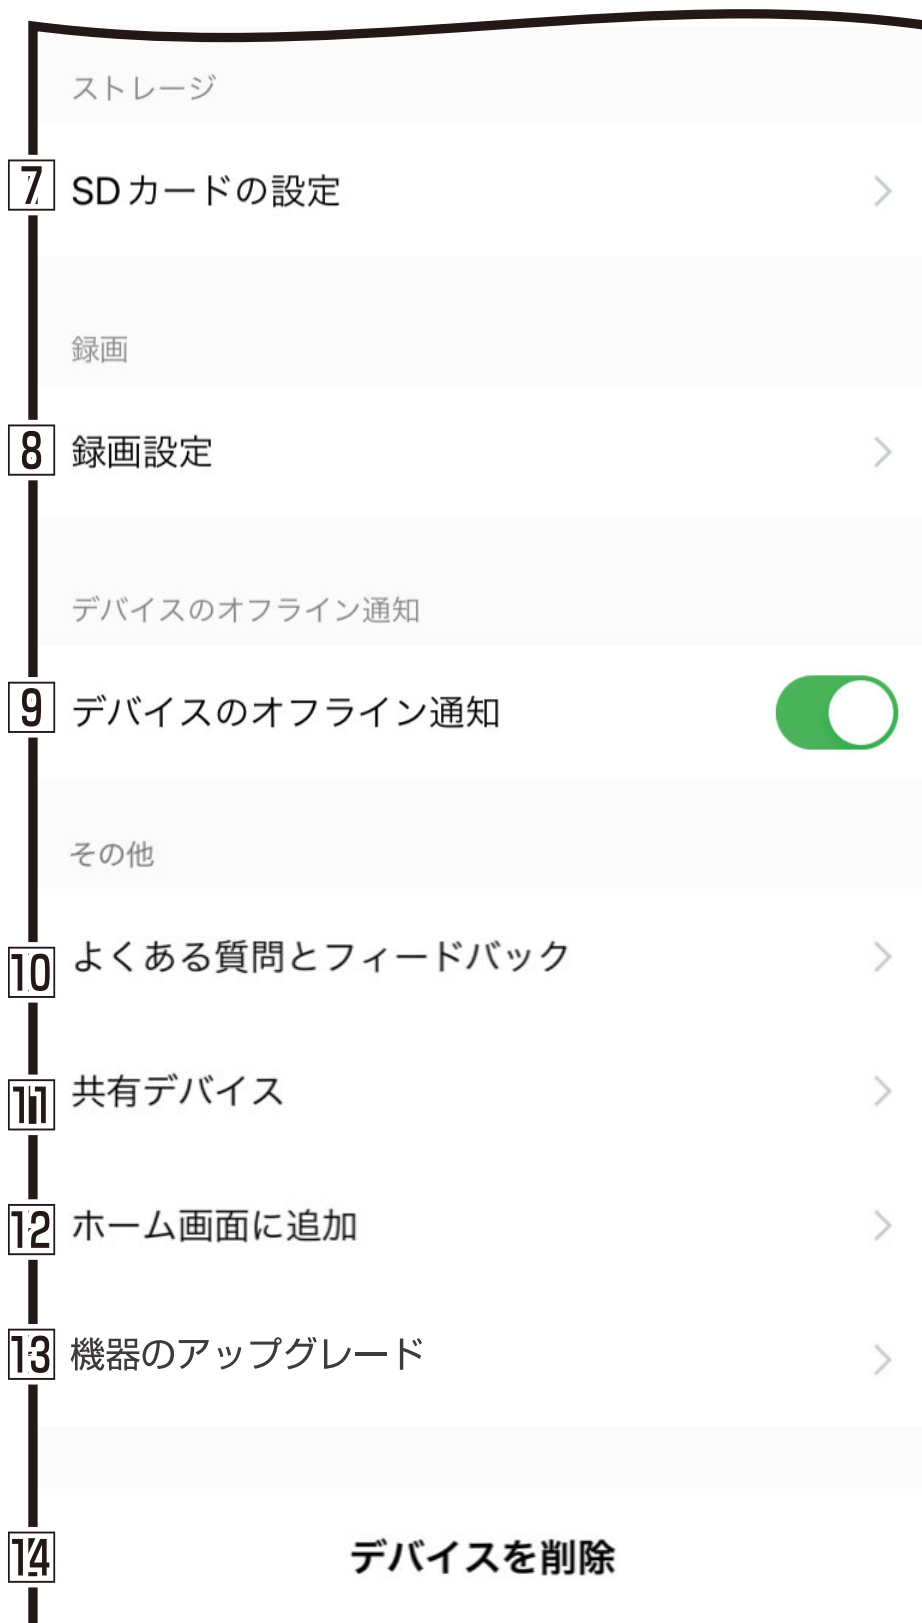 ストレージ
7 SDカードの設定
録画
8 録画設定
デバイスのオフライン通知
9 デバイスのオフライン通知
その他
10 よくある質問とフィードバック
11 共有デバイス
12 ホーム画面に追加
13 機器のアップグレード
14 デバイスを削除